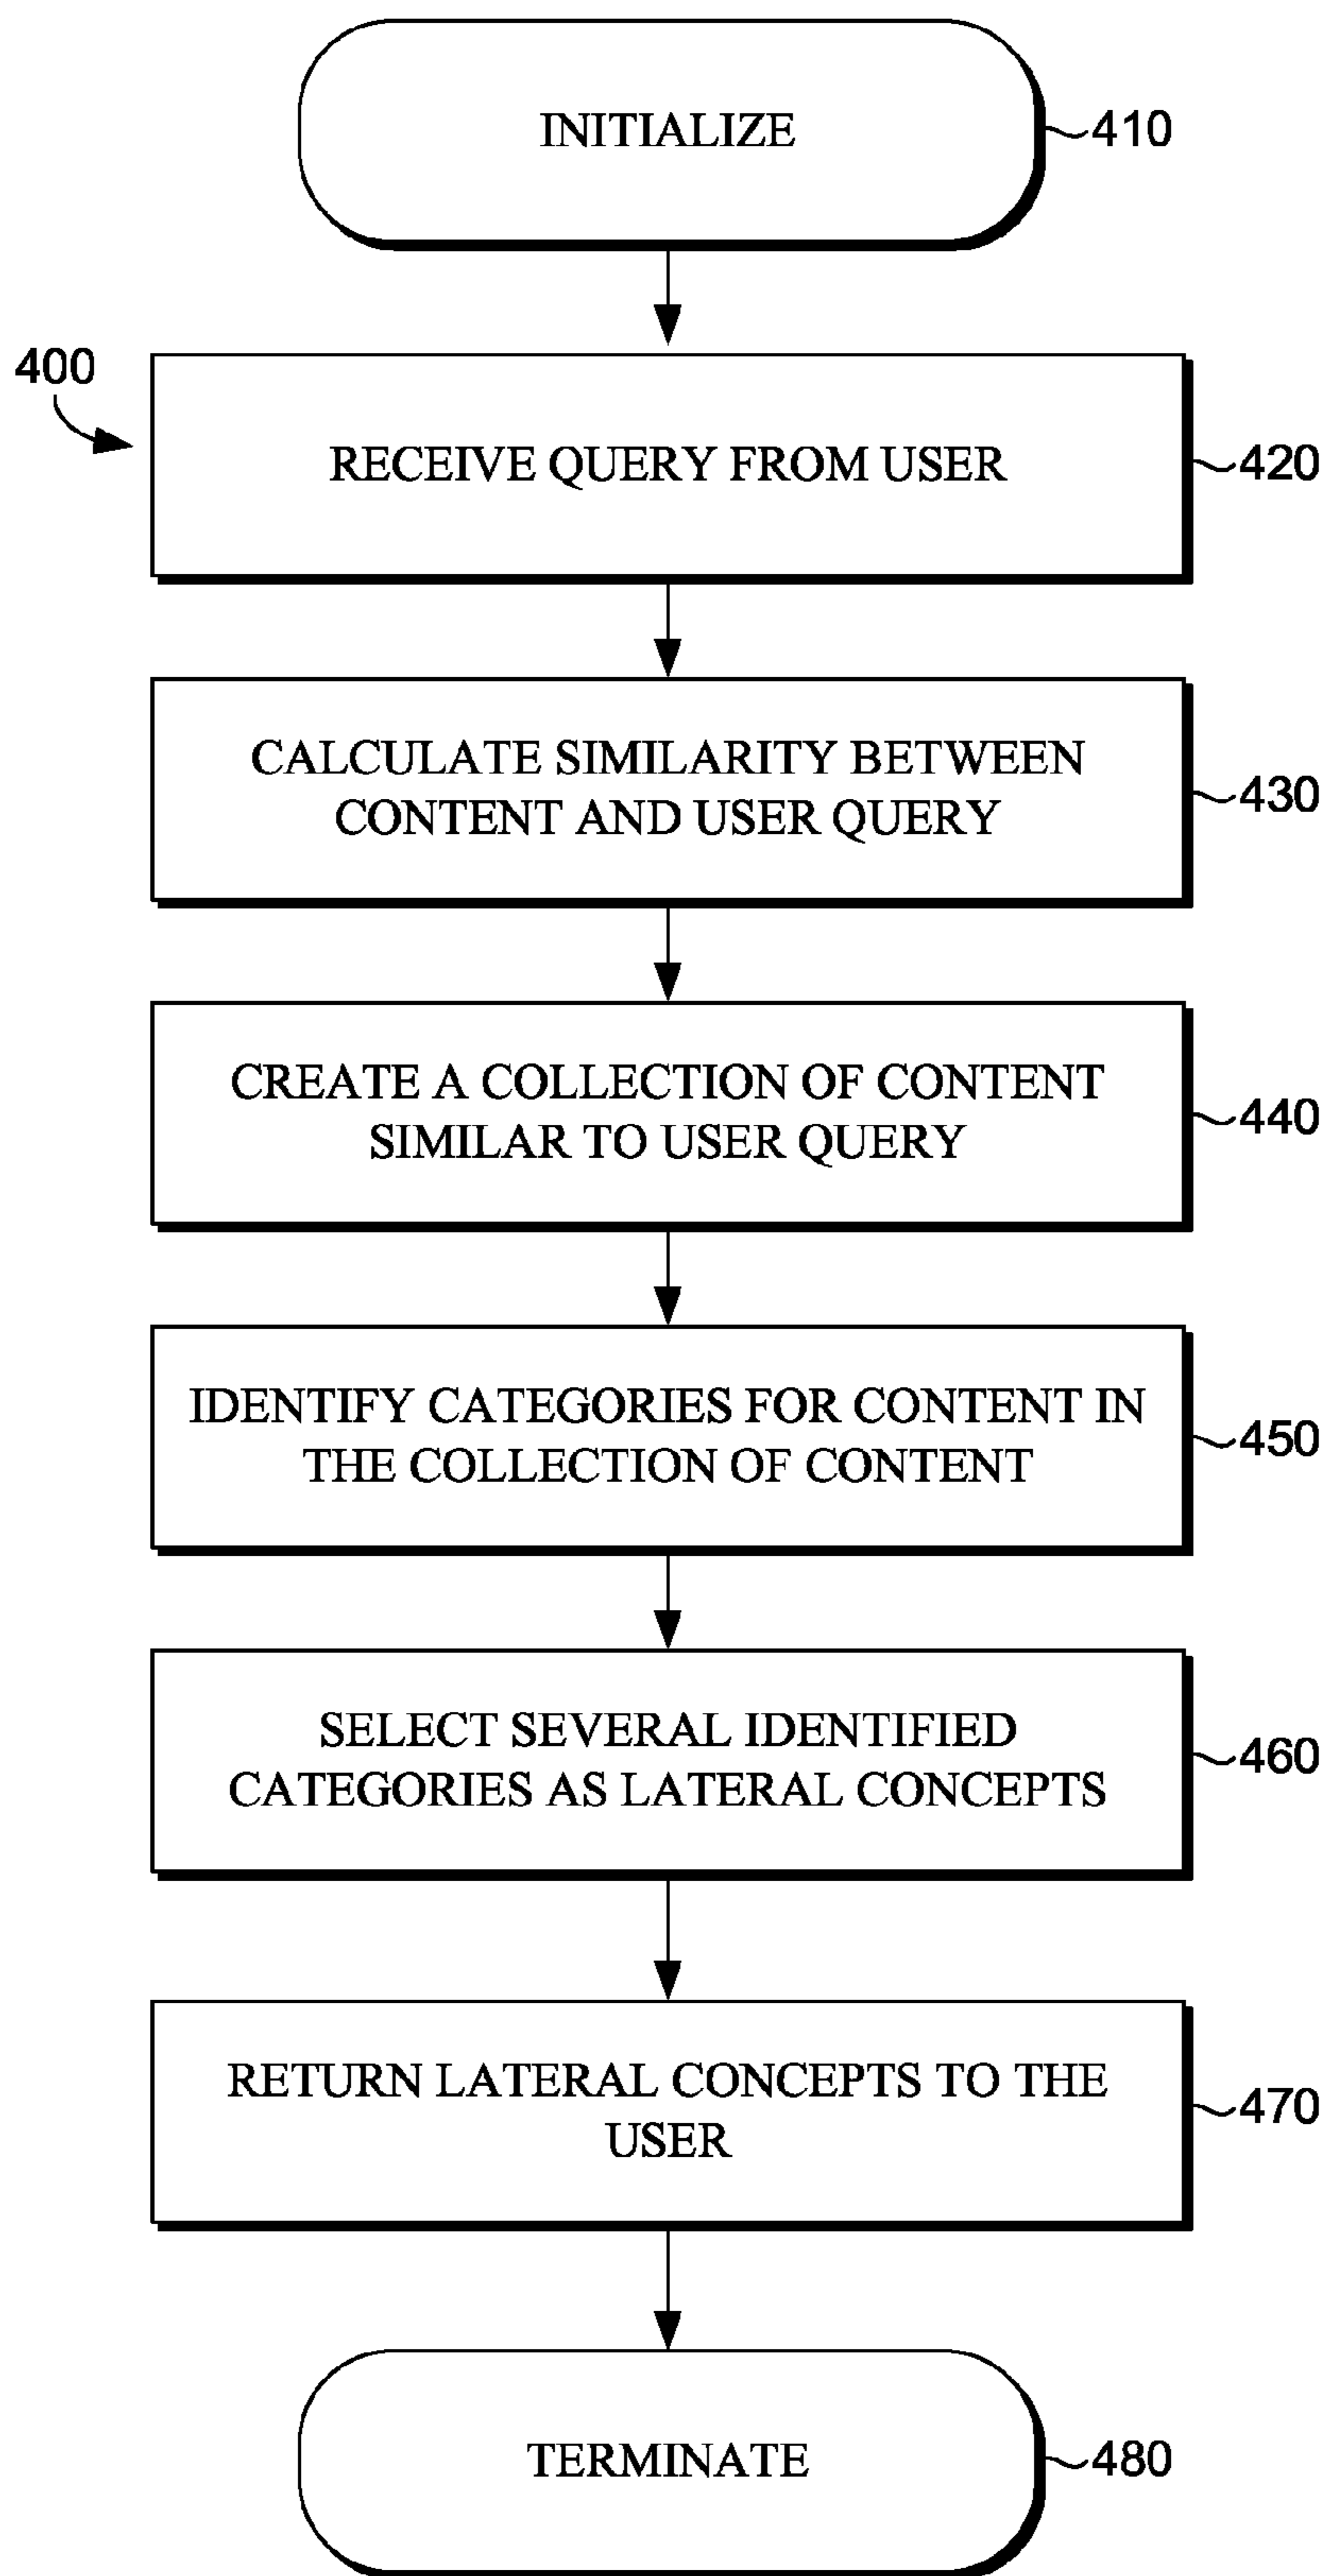 INITIALIZE
410
400
RECEIVE QUERY FROM USER
420
CALCULATE SIMILARITY BETWEEN
CONTENT AND USER QUERY
430
CREATE A COLLECTION OF CONTENT
SIMILAR TO USER QUERY
440
IDENTIFY CATEGORIES FOR CONTENT IN
THE COLLECTION OF CONTENT
450
SELECT SEVERAL IDENTIFIED
CATEGORIES AS LATERAL CONCEPTS
460
RETURN LATERAL CONCEPTS TO THE
USER
470
TERMINATE
480